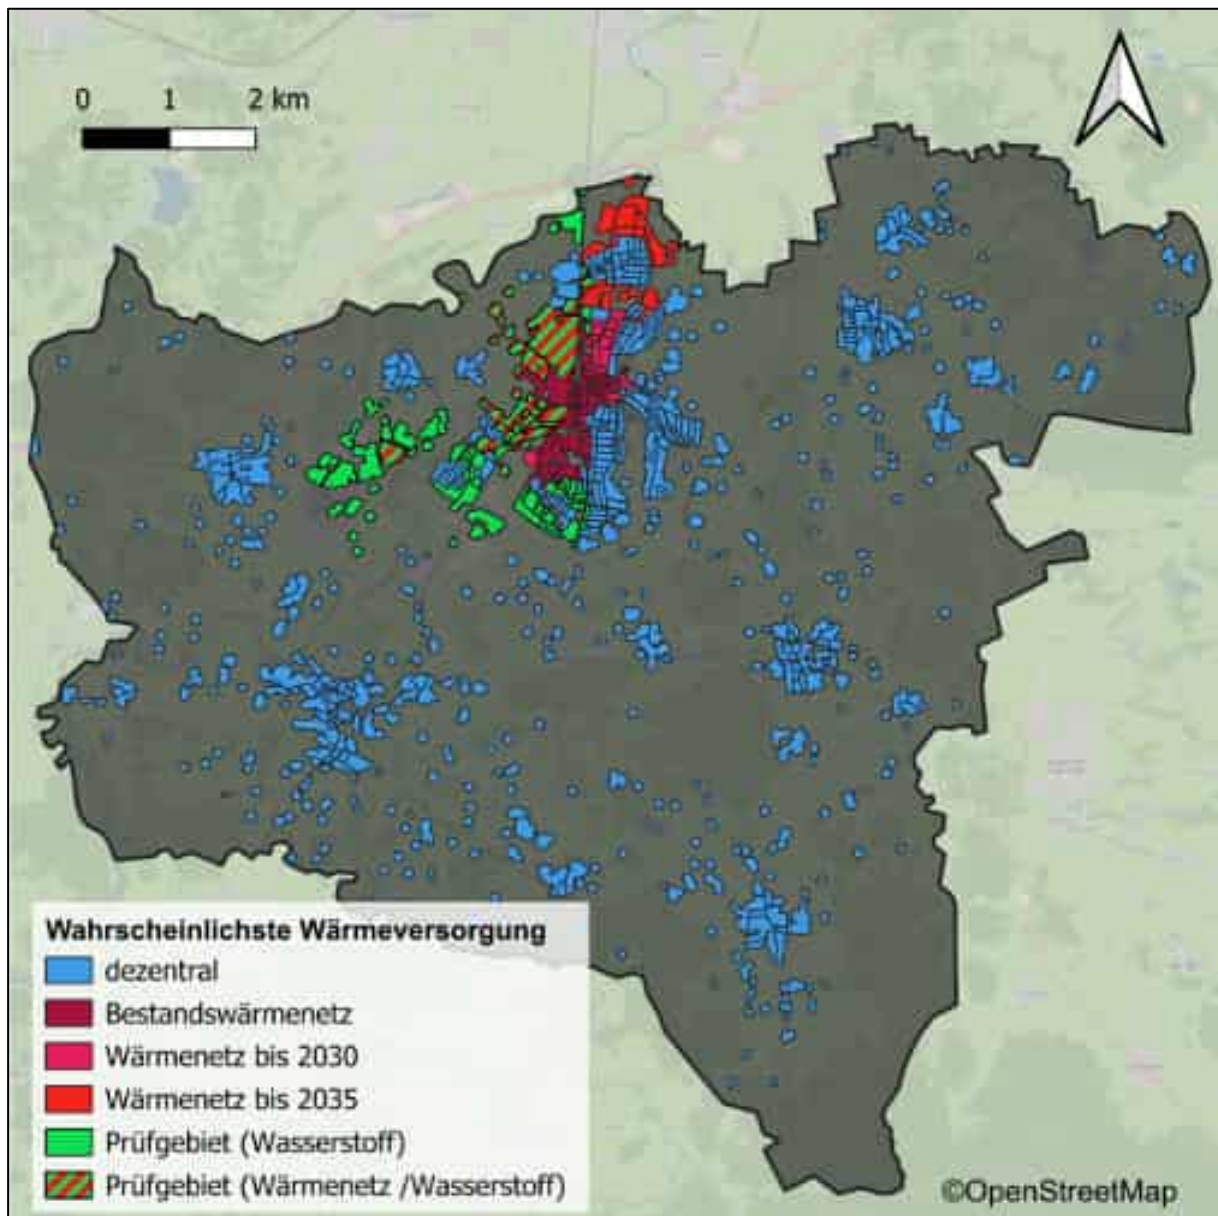 0 1 2 km
Wahrscheinlichste Wärmeversorgung
dezentral
Bestandswärmenetz
Wärmenetz bis 2030
Wärmenetz bis 2035
Prüfgebiet (Wasserstoff)
Prüfgebiet (Wärmenetz /Wasserstoff)
©OpenStreetMap